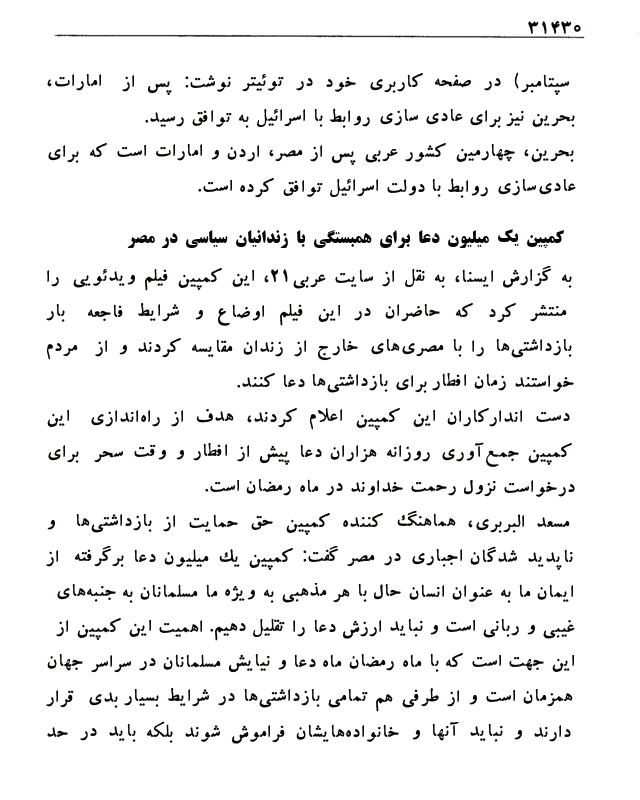 ۳۱۴۳۰
سپتامبر) در صفحه کاربری خود در توئیتر نوشت: پس از امارات،
بحرین نیز برای عادی سازی روابط با اسرائیل به توافق رسید.
بحرین، چهارمین کشور عربی پس از مصر، اردن و امارات است که برای
عادی‌سازی روابط با دولت اسرائیل توافق کرده است.
کمپین یک میلیون دعا برای همبستگی با زندانیان سیاسی در مصر
به گزارش ایسنا، به نقل از سایت عربی۲۱، این کمپین فیلم ویدئویی را
منتشر کرد که حاضران در این فیلم اوضاع و شرایط فاجعه بار
بازداشتی‌ها را با مصری‌های خارج از زندان مقایسه کردند و از مردم
خواستند زمان افطار برای بازداشتی‌ها دعا کنند.
دست اندارکاران این کمپین اعلام کردند، هدف از راه‌اندازی این
کمپین جمع‌آوری روزانه هزاران دعا پیش از افطار و وقت سحر برای
درخواست نزول رحمت خداوند در ماه رمضان است.
مسعد البربری، هماهنگ کننده کمپین حق حمایت از بازداشتی‌ها و
ناپدید شدگان اجباری در مصر گفت: کمپین یك میلیون دعا برگرفته از
ایمان ما به عنوان انسان حال با هر مذهبی به ویژه ما مسلمانان به جنبه‌های
غیبی و ربانی است و نباید ارزش دعا را تقلیل دهیم. اهمیت این کمپین از
این جهت است که با ماه رمضان ماه دعا و نیایش مسلمانان در سراسر جهان
همزمان است و از طرفی هم تمامی بازداشتی‌ها در شرایط بسیار بدی قرار
دارند و نباید آنها و خانواده‌هایشان فراموش شوند بلکه باید در حد